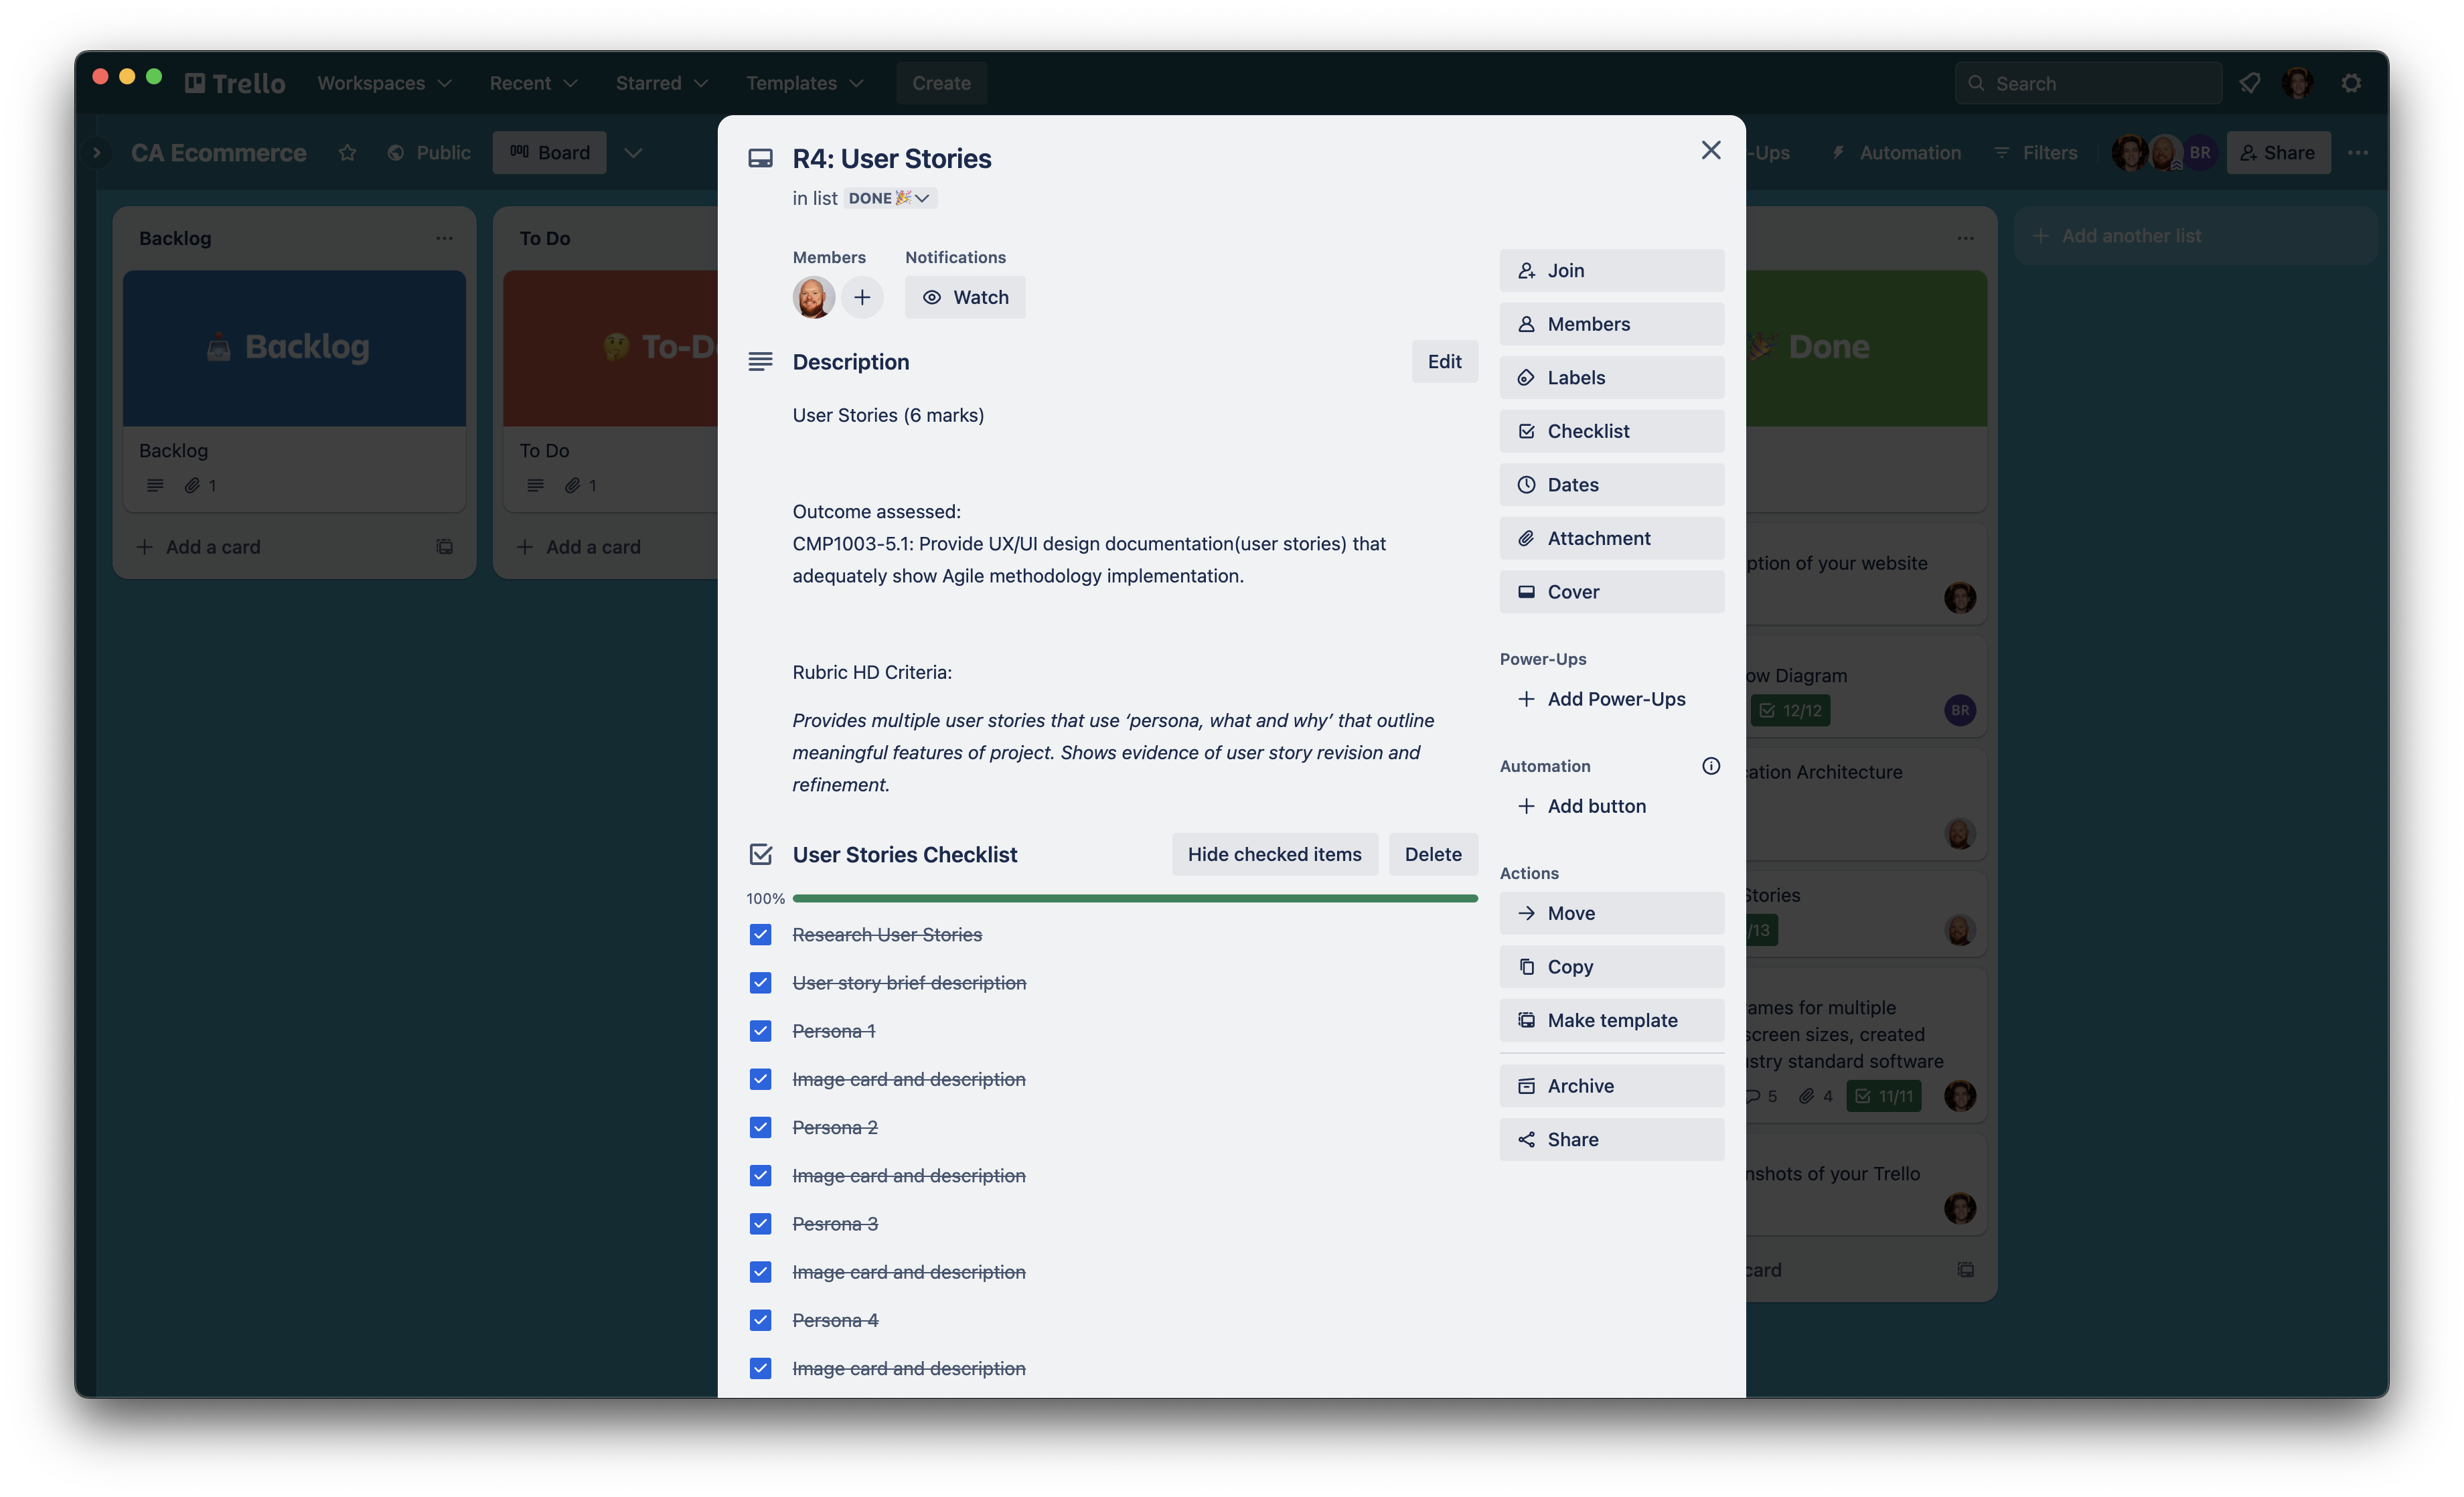 Trello
Workspaces
Recent
Starred
Templates
Create
Search
CA Ecommerce
Public
Board
-Ups
Automation
Filters
BR
Share
Backlog
Backlog
Backlog
1
Add a card
To Do
To-D
To Do
1
Add a card
R4: User Stories
in list DONE 🎉
Members
Notifications
Watch
Description
Edit
User Stories (6 marks)
Outcome assessed:
CMP1003-5.1: Provide UX/UI design documentation(user stories) that
adequately show Agile methodology implementation.
Rubric HD Criteria:
Provides multiple user stories that use ‘persona, what and why’ that outline
meaningful features of project. Shows evidence of user story revision and
refinement.
User Stories Checklist
Hide checked items
Delete
100%
Research User Stories
User story brief description
Persona 1
Image card and description
Persona 2
Image card and description
Pesrona 3
Image card and description
Persona 4
Image card and description
Join
Members
Labels
Checklist
Dates
Attachment
Cover
Power-Ups
Add Power-Ups
Automation
Add button
Actions
Move
Copy
Make template
Archive
Share
Done
ption of your website
ow Diagram
12/12
BR
cation Architecture
Stories
/13
ames for multiple
screen sizes, created
ustry standard software
5
4
11/11
nshots of your Trello
card
Add another list